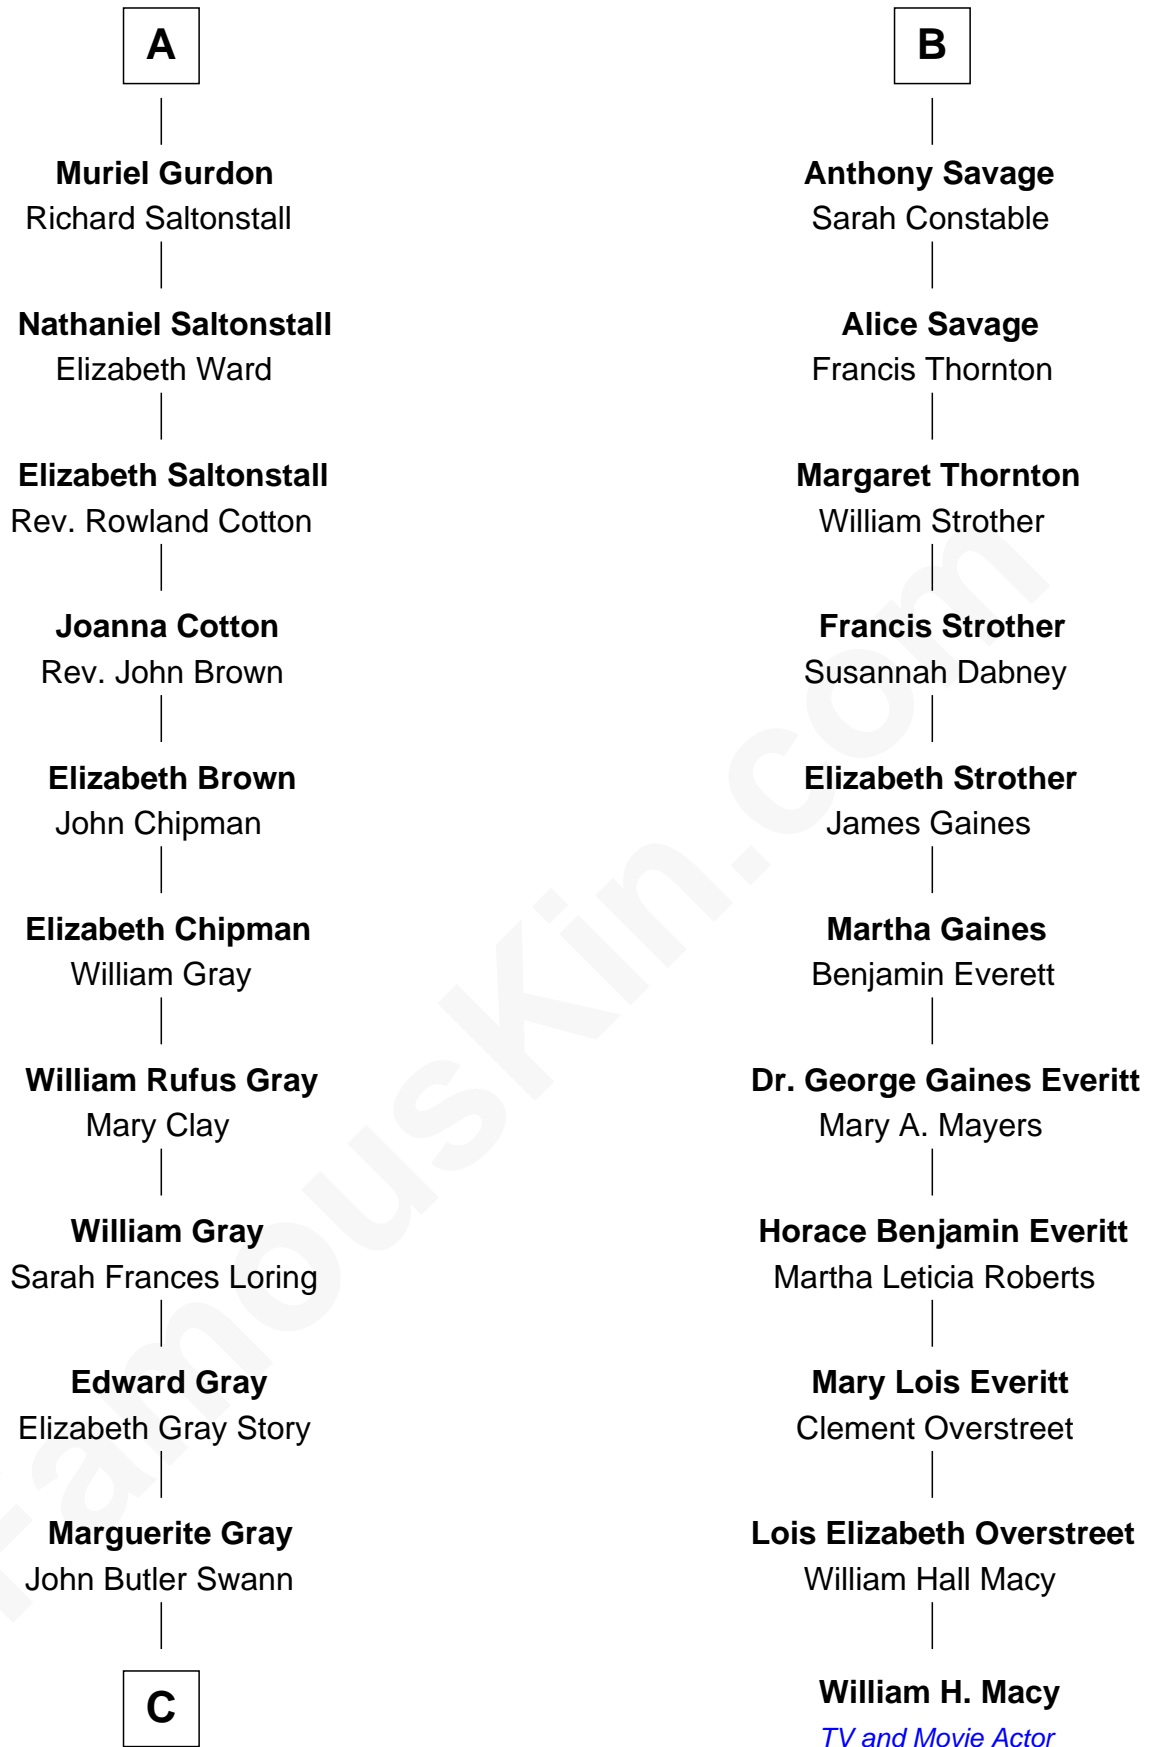 A
Muriel Gurdon
Richard Saltonstall
Nathaniel Saltonstall
Elizabeth Ward
Elizabeth Saltonstall
Rev. Rowland Cotton
Joanna Cotton
Rev. John Brown
Elizabeth Brown
John Chipman
Elizabeth Chipman
William Gray
William Rufus Gray
Mary Clay
William Gray
Sarah Frances Loring
Edward Gray
Elizabeth Gray Story
Marguerite Gray
John Butler Swann
C
B
Anthony Savage
Sarah Constable
Alice Savage
Francis Thornton
Margaret Thornton
William Strother
Francis Strother
Susannah Dabney
Elizabeth Strother
James Gaines
Martha Gaines
Benjamin Everett
Dr. George Gaines Everitt
Mary A. Mayers
Horace Benjamin Everitt
Martha Leticia Roberts
Mary Lois Everitt
Clement Overstreet
Lois Elizabeth Overstreet
William Hall Macy
William H. Macy
TV and Movie Actor
FamousKin.com